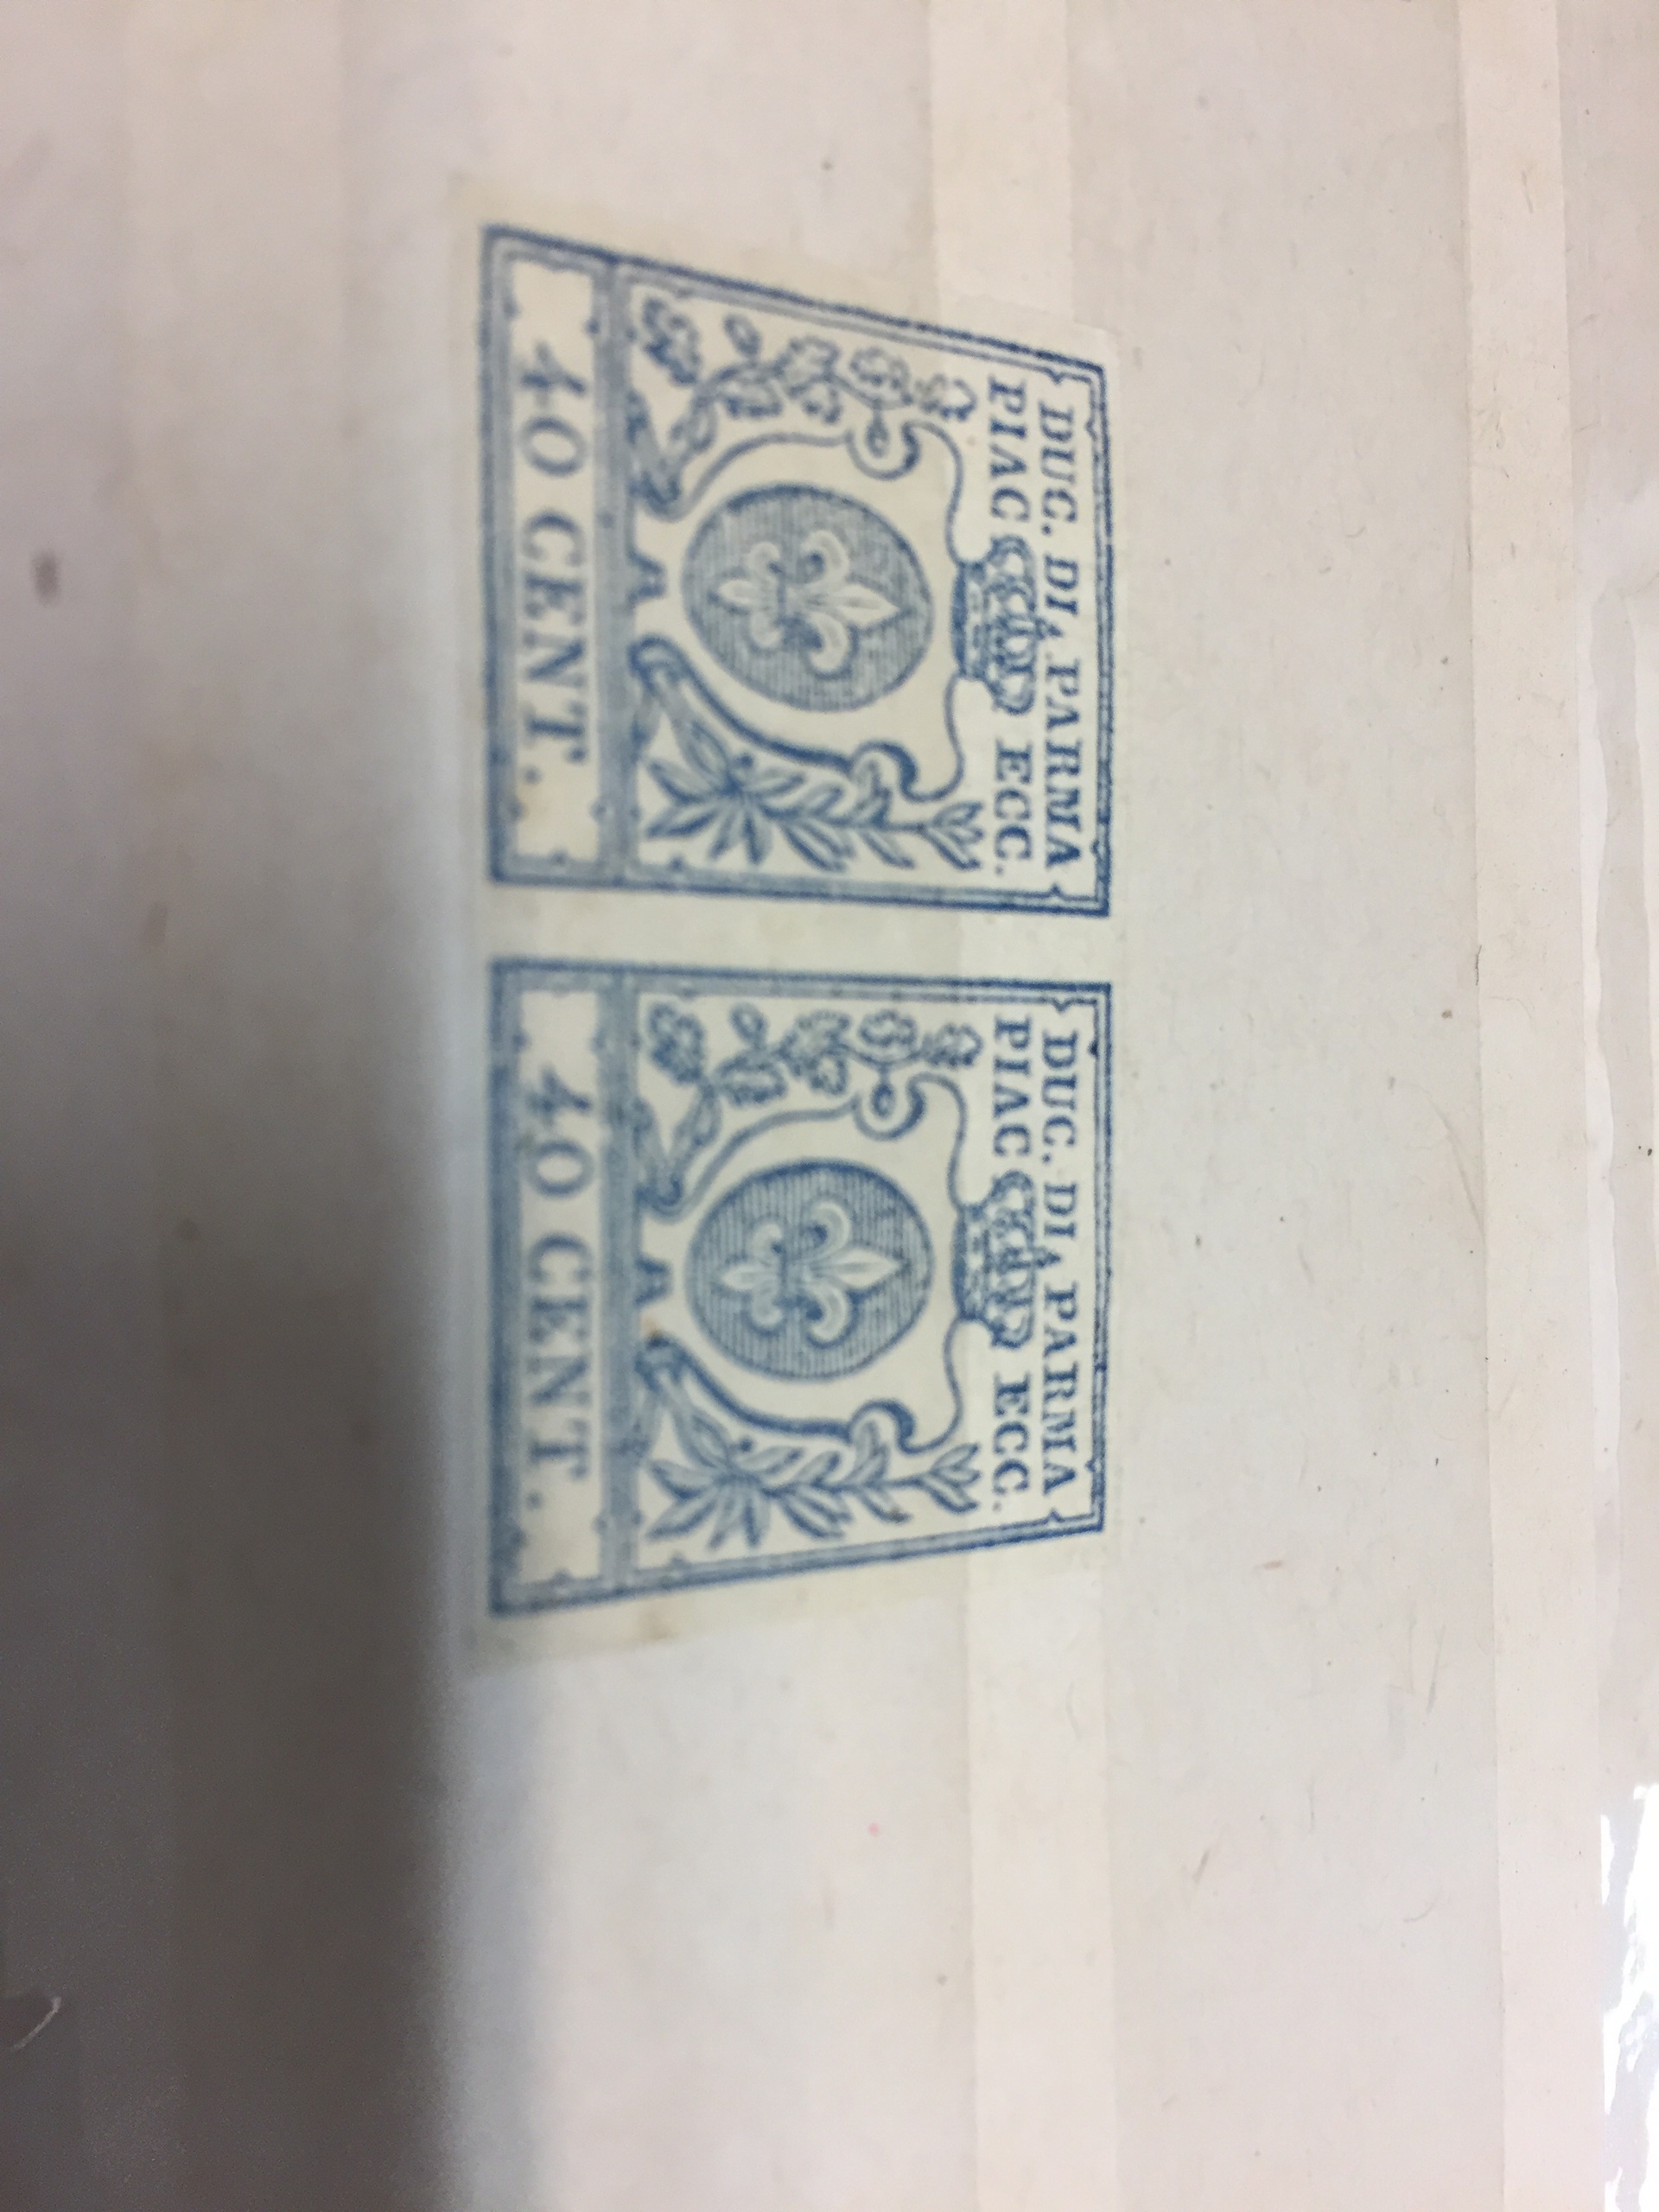 DUC. DI PARMA
PIAC ECC.
40 CENT.
DUC. DI PARMA
PIAC ECC.
40 CENT.